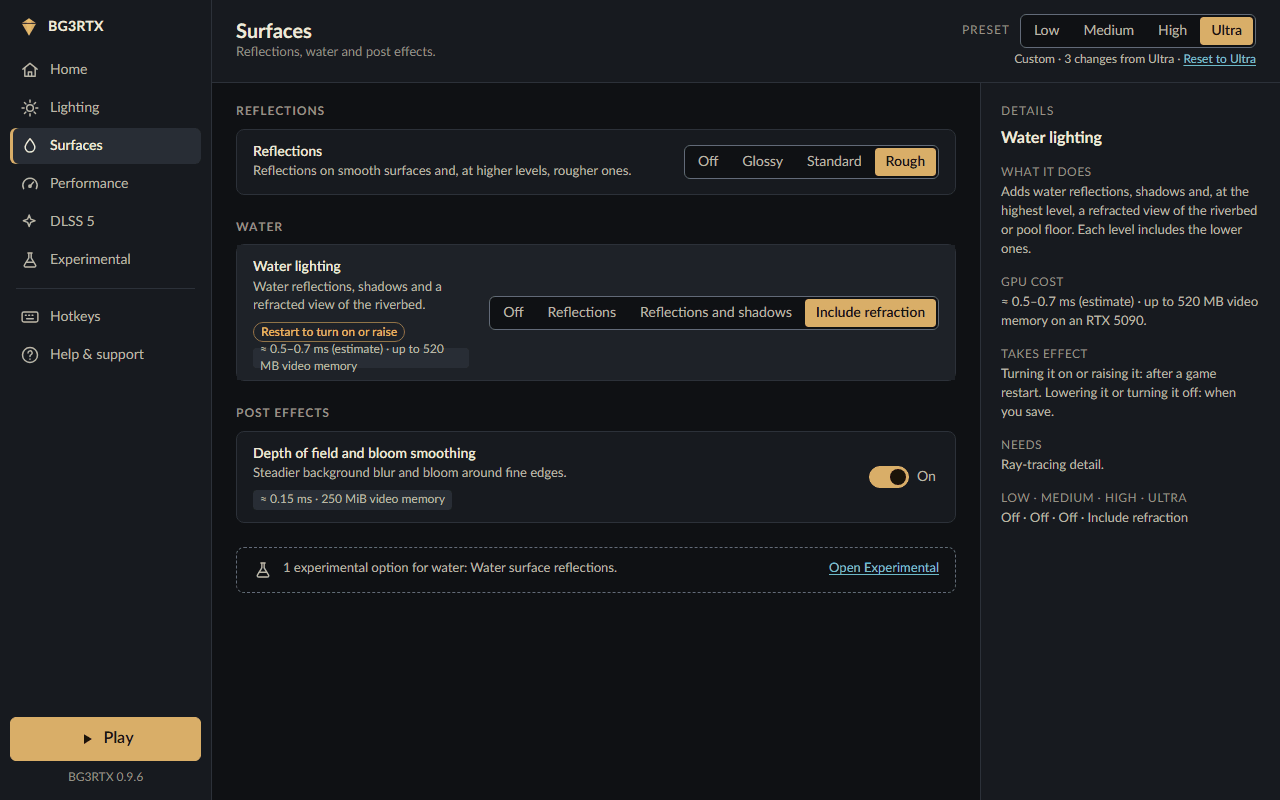 BG3RTX
Home
Lighting
Surfaces
Performance
DLSS 5
Experimental
Hotkeys
Help & support
Play
BG3RTX 0.9.6
Surfaces
Reflections, water and post effects.
PRESET
Low Medium High Ultra
Custom · 3 changes from Ultra · Reset to Ultra
REFLECTIONS
Reflections
Reflections on smooth surfaces and, at higher levels, rougher ones.
Off Glossy Standard Rough
WATER
Water lighting
Water reflections, shadows and a
refracted view of the riverbed.
Restart to turn on or raise
≈ 0.5–0.7 ms (estimate) · up to 520
MB video memory
Off Reflections Reflections and shadows Include refraction
POST EFFECTS
Depth of field and bloom smoothing
Steadier background blur and bloom around fine edges.
≈ 0.15 ms · 250 MiB video memory
On
1 experimental option for water: Water surface reflections.
Open Experimental
DETAILS
Water lighting
WHAT IT DOES
Adds water reflections, shadows and, at the
highest level, a refracted view of the riverbed
or pool floor. Each level includes the lower
ones.
GPU COST
≈ 0.5–0.7 ms (estimate) · up to 520 MB video
memory on an RTX 5090.
TAKES EFFECT
Turning it on or raising it: after a game
restart. Lowering it or turning it off: when
you save.
NEEDS
Ray-tracing detail.
LOW · MEDIUM · HIGH · ULTRA
Off · Off · Off · Include refraction